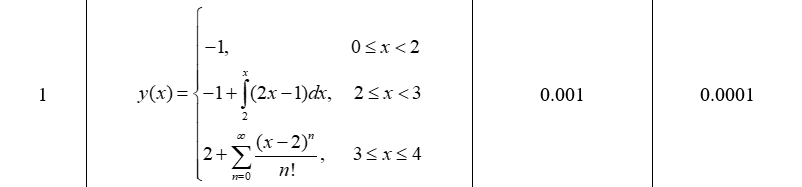 1 y(x) = { −1, 0 ≤ x < 2
−1 + ∫₂ˣ (2x − 1)dx, 2 ≤ x < 3 0.001 0.0001
2 + ∑_{n=0}^{∞} (x − 2)ⁿ / n!, 3 ≤ x ≤ 4